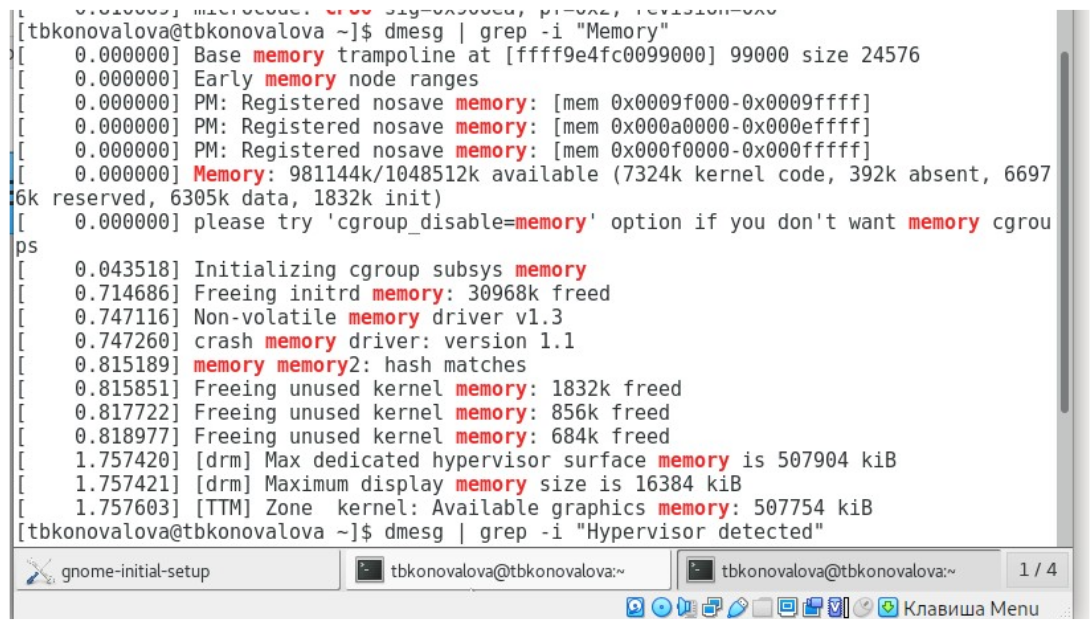 [tbkonovalova@tbkonovalova ~]$ dmesg | grep -i "Memory"
[    0.000000] Base memory trampoline at [ffff9e4fc0099000] 99000 size 24576
[    0.000000] Early memory node ranges
[    0.000000] PM: Registered nosave memory: [mem 0x0009f000-0x0009ffff]
[    0.000000] PM: Registered nosave memory: [mem 0x000a0000-0x000effff]
[    0.000000] PM: Registered nosave memory: [mem 0x000f0000-0x000fffff]
[    0.000000] Memory: 981144k/1048512k available (7324k kernel code, 392k absent, 6697
6k reserved, 6305k data, 1832k init)
[    0.000000] please try 'cgroup_disable=memory' option if you don't want memory cgrou
ps
[    0.043518] Initializing cgroup subsys memory
[    0.714686] Freeing initrd memory: 30968k freed
[    0.747116] Non-volatile memory driver v1.3
[    0.747260] crash memory driver: version 1.1
[    0.815189] memory memory2: hash matches
[    0.815851] Freeing unused kernel memory: 1832k freed
[    0.817722] Freeing unused kernel memory: 856k freed
[    0.818977] Freeing unused kernel memory: 684k freed
[    1.757420] [drm] Max dedicated hypervisor surface memory is 507904 kiB
[    1.757421] [drm] Maximum display memory size is 16384 kiB
[    1.757603] [TTM] Zone  kernel: Available graphics memory: 507754 kiB
[tbkonovalova@tbkonovalova ~]$ dmesg | grep -i "Hypervisor detected"
gnome-initial-setup
tbkonovalova@tbkonovalova:~
tbkonovalova@tbkonovalova:~
1 / 4
Клавиша Menu